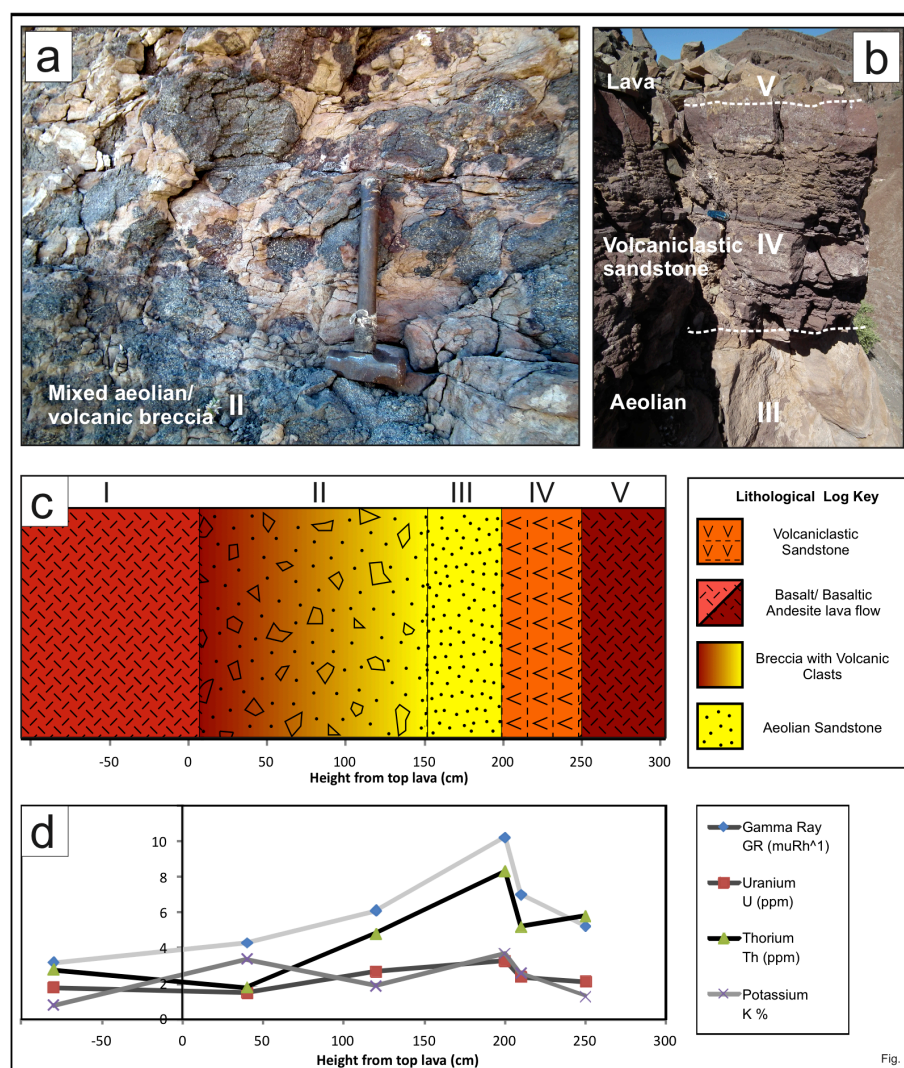 a
Mixed aeolian/
volcanic breccia
II
b
Lava
V
Volcaniclastic
sandstone
IV
Aeolian
III
c
I II III IV V
-50 0 50 100 150 200 250 300
Height from top lava (cm)
Lithological Log Key
Volcaniclastic
Sandstone
Basalt/ Basaltic
Andesite lava flow
Breccia with Volcanic
Clasts
Aeolian Sandstone
d
10
8
6
4
2
0
-50 0 50 100 150 200 250 300
Height from top lava (cm)
Gamma Ray
GR (muRh^1)
Uranium
U (ppm)
Thorium
Th (ppm)
Potassium
K %
Fig.